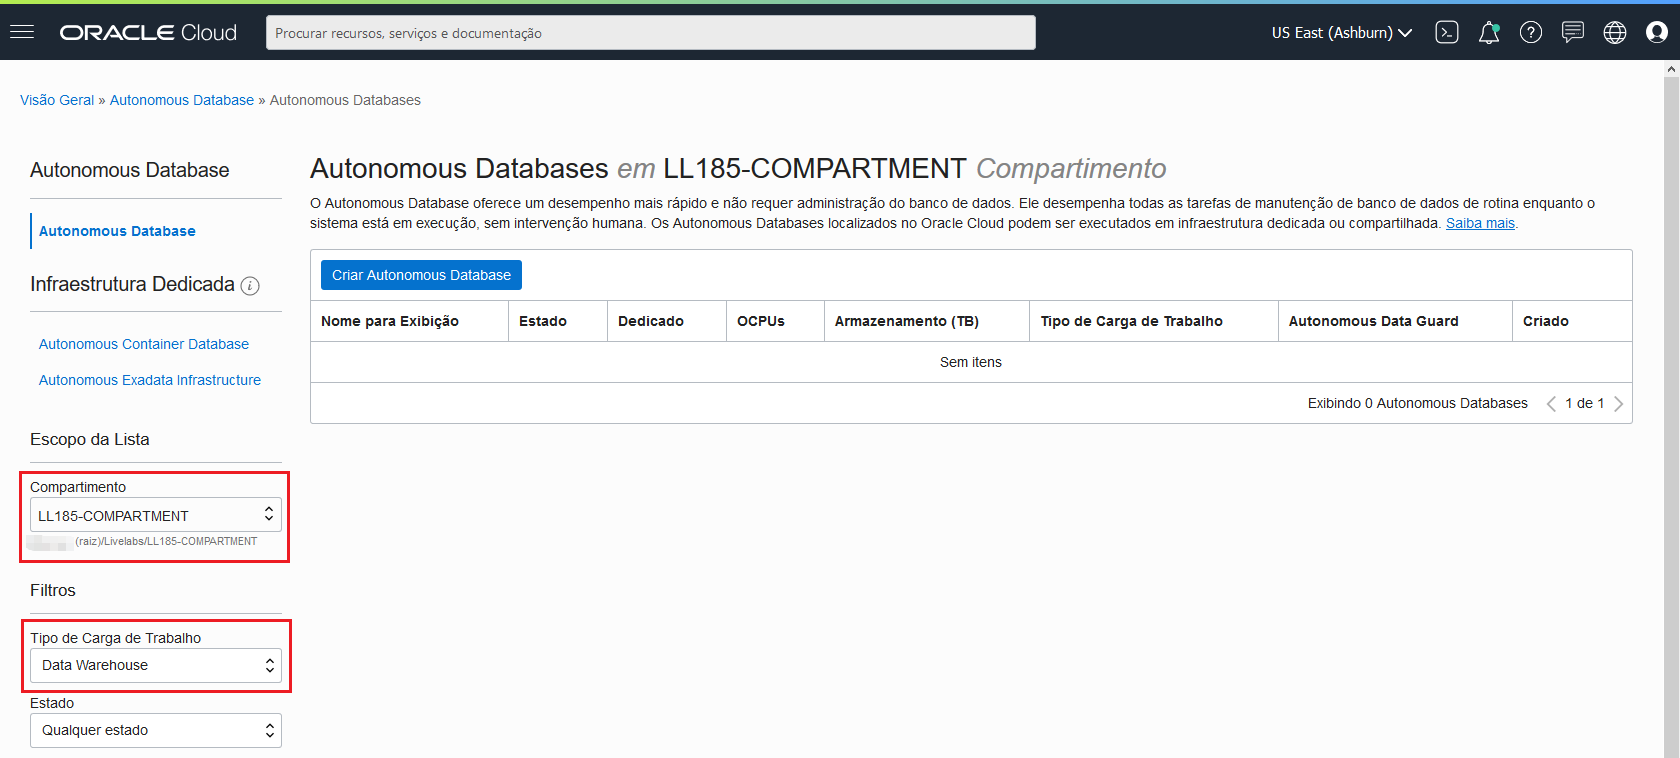 ORACLE Cloud
Procurar recursos, serviços e documentação
US East (Ashburn)
Visão Geral » Autonomous Database » Autonomous Databases
Autonomous Database
Autonomous Database
Infraestrutura Dedicada i
Autonomous Container Database
Autonomous Exadata Infrastructure
Escopo da Lista
Compartimento
LL185-COMPARTMENT
(raiz)/Livelabs/LL185-COMPARTMENT
Filtros
Tipo de Carga de Trabalho
Data Warehouse
Estado
Qualquer estado
Autonomous Databases em LL185-COMPARTMENT Compartimento
O Autonomous Database oferece um desempenho mais rápido e não requer administração do banco de dados. Ele desempenha todas as tarefas de manutenção de banco de dados de rotina enquanto o
sistema está em execução, sem intervenção humana. Os Autonomous Databases localizados no Oracle Cloud podem ser executados em infraestrutura dedicada ou compartilhada. Saiba mais.
Criar Autonomous Database
Nome para Exibição Estado Dedicado OCPUs Armazenamento (TB) Tipo de Carga de Trabalho Autonomous Data Guard Criado
Sem itens
Exibindo 0 Autonomous Databases 1 de 1